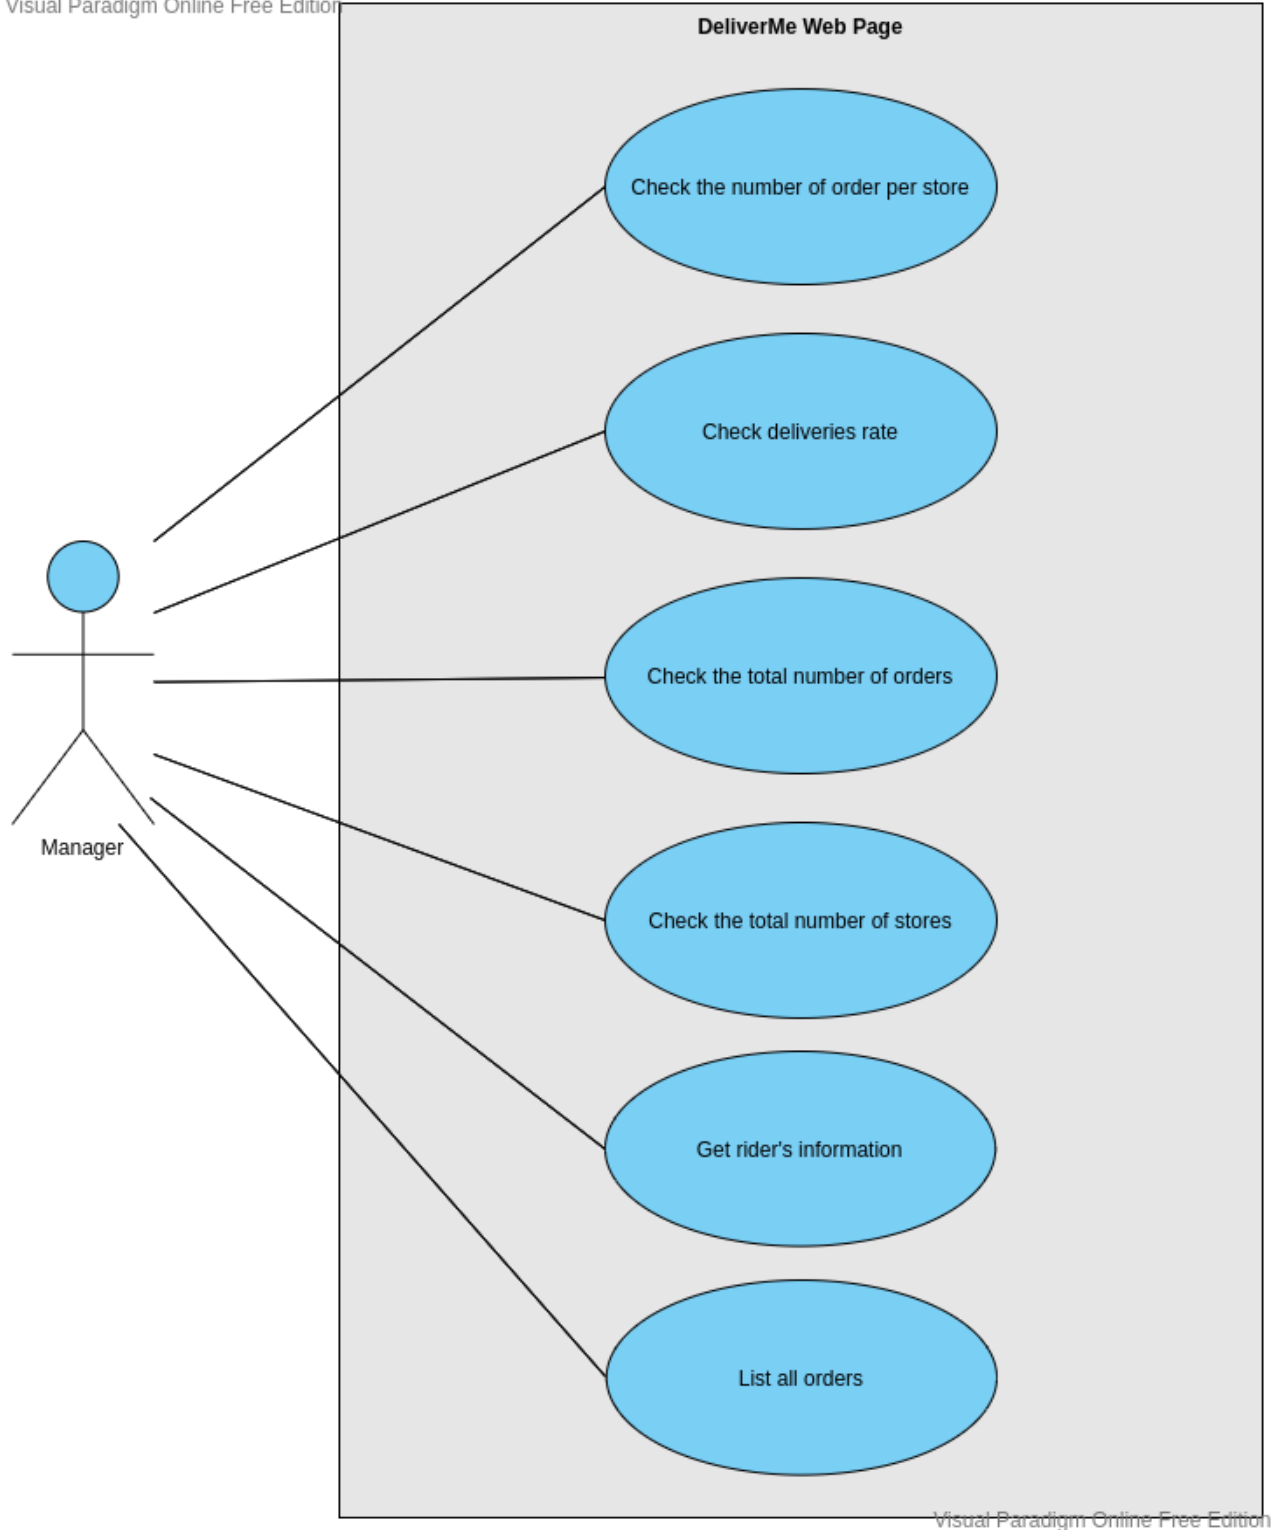 Visual Paradigm Online Free Edition
DeliverMe Web Page
Check the number of order per store
Check deliveries rate
Check the total number of orders
Manager
Check the total number of stores
Get rider's information
List all orders
Visual Paradigm Online Free Edition